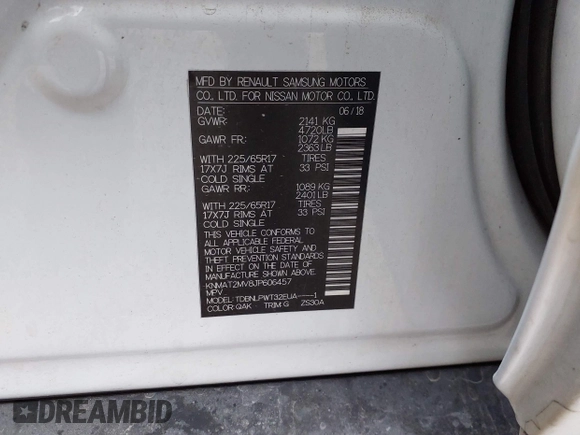 MFD BY RENAULT SAMSUNG MOTORS
CO., LTD. FOR NISSAN MOTOR CO., LTD.
DATE: 06/18
GVWR: 2141 KG
4720LB
GAWR FR: 1072 KG
2363 LB
WITH 225/65R17 TIRES
17X7J RIMS AT 33 PSI
COLD SINGLE
GAWR RR: 1089 KG
2401 LB
WITH 225/65R17 TIRES
17X7J RIMS AT 33 PSI
COLD SINGLE
THIS VEHICLE CONFORMS TO
ALL APPLICABLE FEDERAL
MOTOR VEHICLE SAFETY AND
THEFT PREVENTION STANDARDS
IN EFFECT ON THE DATE OF
MANUFACTURE SHOWN ABOVE.
KNMAT2MV8JP606457
MPV
MODEL: TDBNLPWT32EUA----1
COLOR: QAK TRIM: G ZS30A
DREAMBID